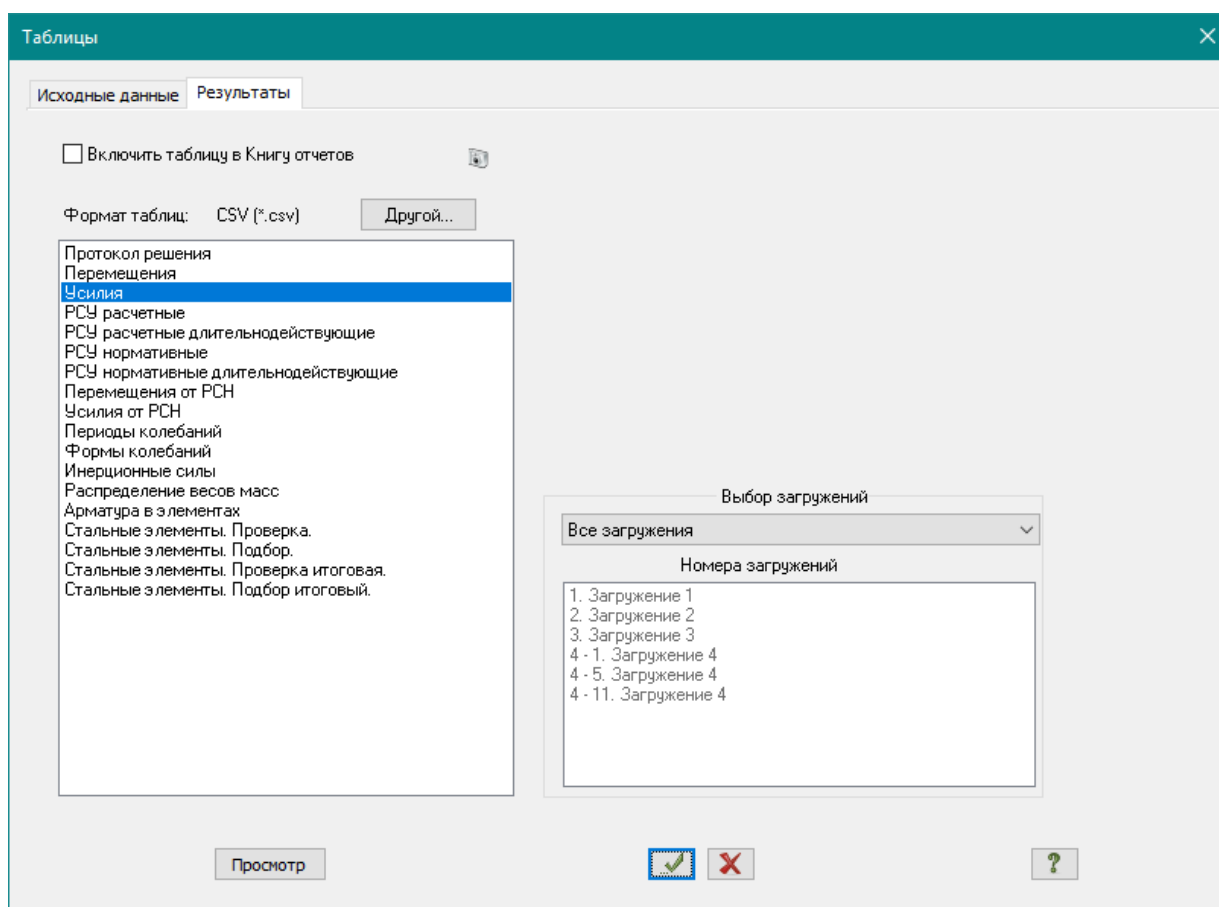 Таблицы
Исходные данные Результаты
Включить таблицу в Книгу отчетов
Формат таблиц: CSV (*.csv) Другой...
Протокол решения
Перемещения
Усилия
РСУ расчетные
РСУ расчетные длительнодействующие
РСУ нормативные
РСУ нормативные длительнодействующие
Перемещения от РСН
Усилия от РСН
Периоды колебаний
Формы колебаний
Инерционные силы
Распределение весов масс
Арматура в элементах
Стальные элементы. Проверка.
Стальные элементы. Подбор.
Стальные элементы. Проверка итоговая.
Стальные элементы. Подбор итоговый.
Выбор загружений
Все загружения
Номера загружений
1. Загружение 1
2. Загружение 2
3. Загружение 3
4 - 1. Загружение 4
4 - 5. Загружение 4
4 - 11. Загружение 4
Просмотр
?